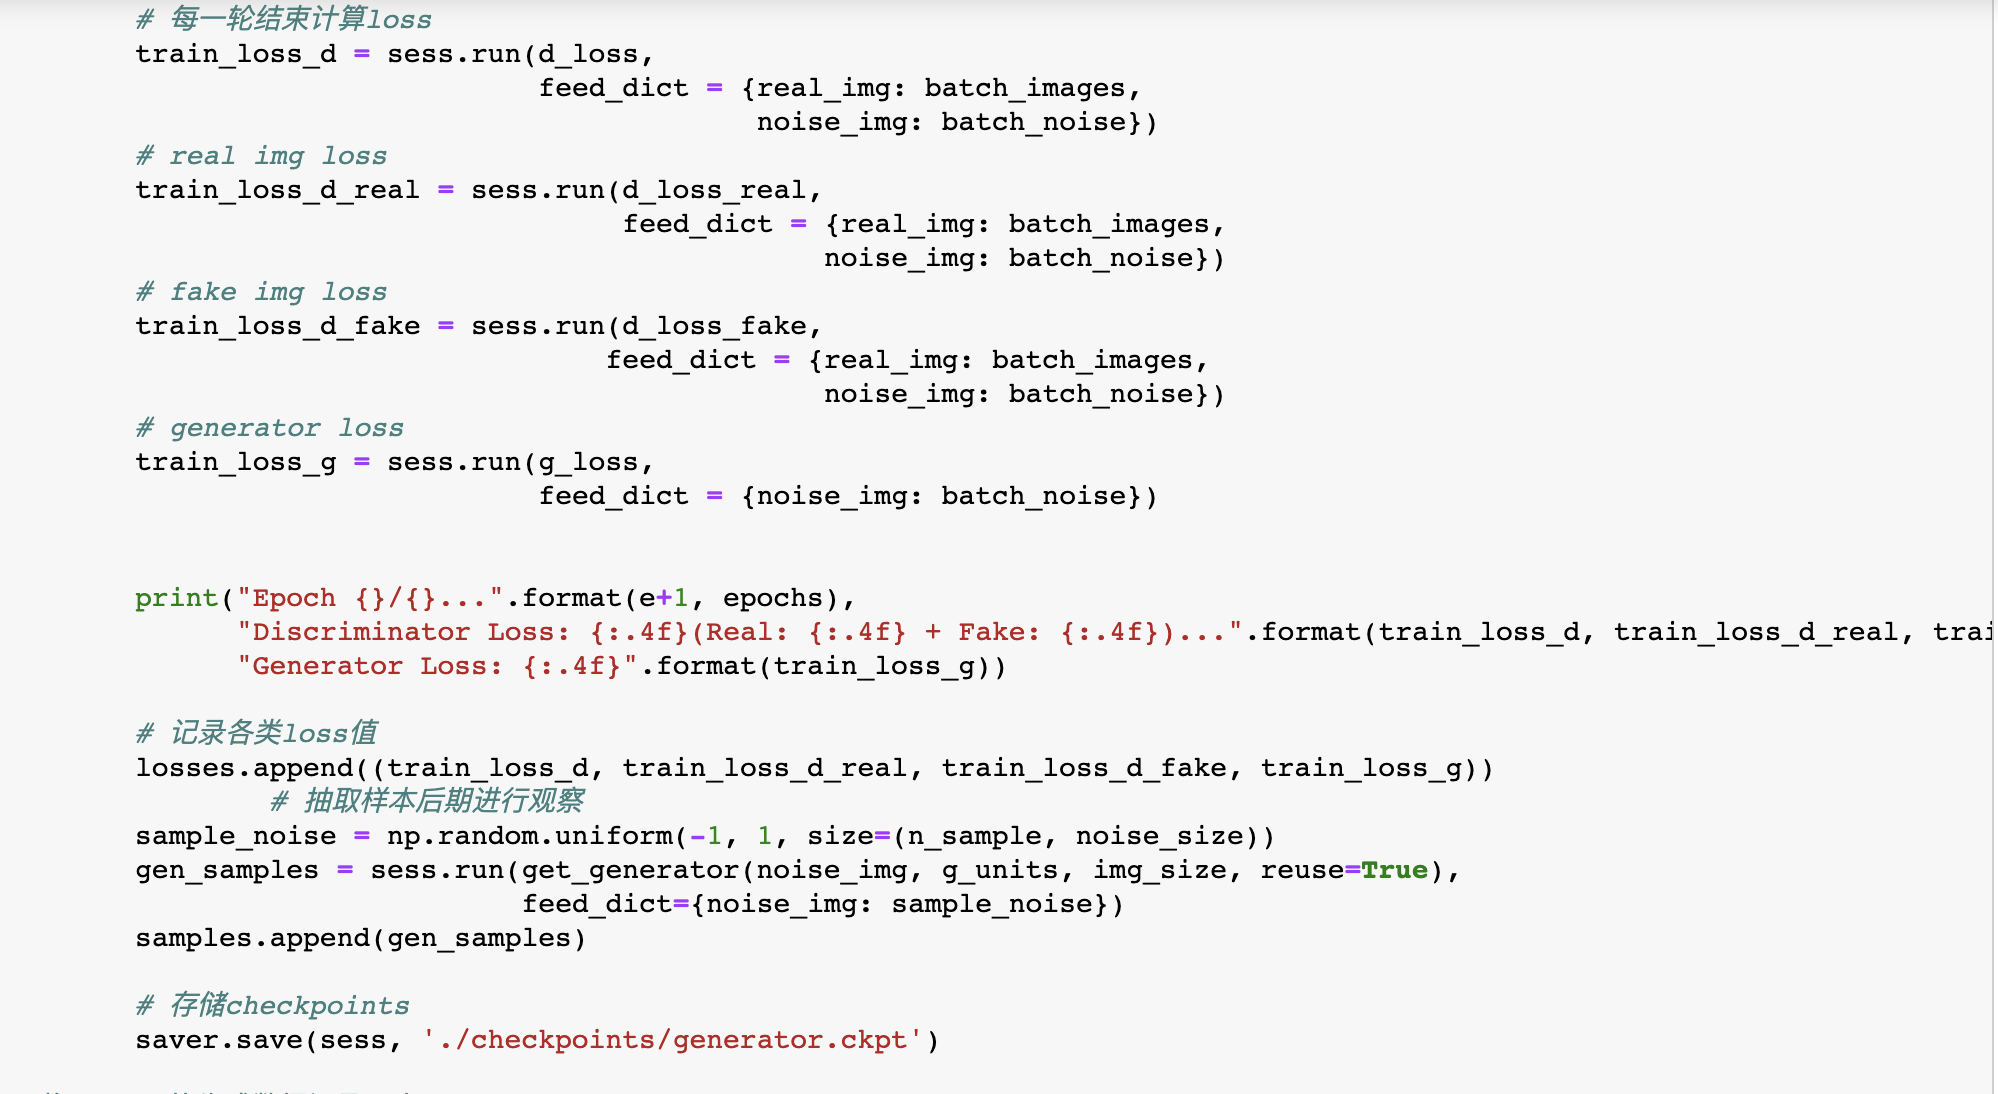 # 每一轮结束计算loss
train_loss_d = sess.run(d_loss,
feed_dict = {real_img: batch_images,
noise_img: batch_noise})
# real img loss
train_loss_d_real = sess.run(d_loss_real,
feed_dict = {real_img: batch_images,
noise_img: batch_noise})
# fake img loss
train_loss_d_fake = sess.run(d_loss_fake,
feed_dict = {real_img: batch_images,
noise_img: batch_noise})
# generator loss
train_loss_g = sess.run(g_loss,
feed_dict = {noise_img: batch_noise})
print("Epoch {}/{}...".format(e+1, epochs),
"Discriminator Loss: {:.4f}(Real: {:.4f} + Fake: {:.4f})...".format(train_loss_d, train_loss_d_real,
"Generator Loss: {:.4f}".format(train_loss_g))
# 记录各类loss值
losses.append((train_loss_d, train_loss_d_real, train_loss_d_fake, train_loss_g))
# 抽取样本后期进行观察
sample_noise = np.random.uniform(-1, 1, size=(n_sample, noise_size))
gen_samples = sess.run(get_generator(noise_img, g_units, img_size, reuse=True),
feed_dict={noise_img: sample_noise})
samples.append(gen_samples)
# 存储checkpoints
saver.save(sess, './checkpoints/generator.ckpt')